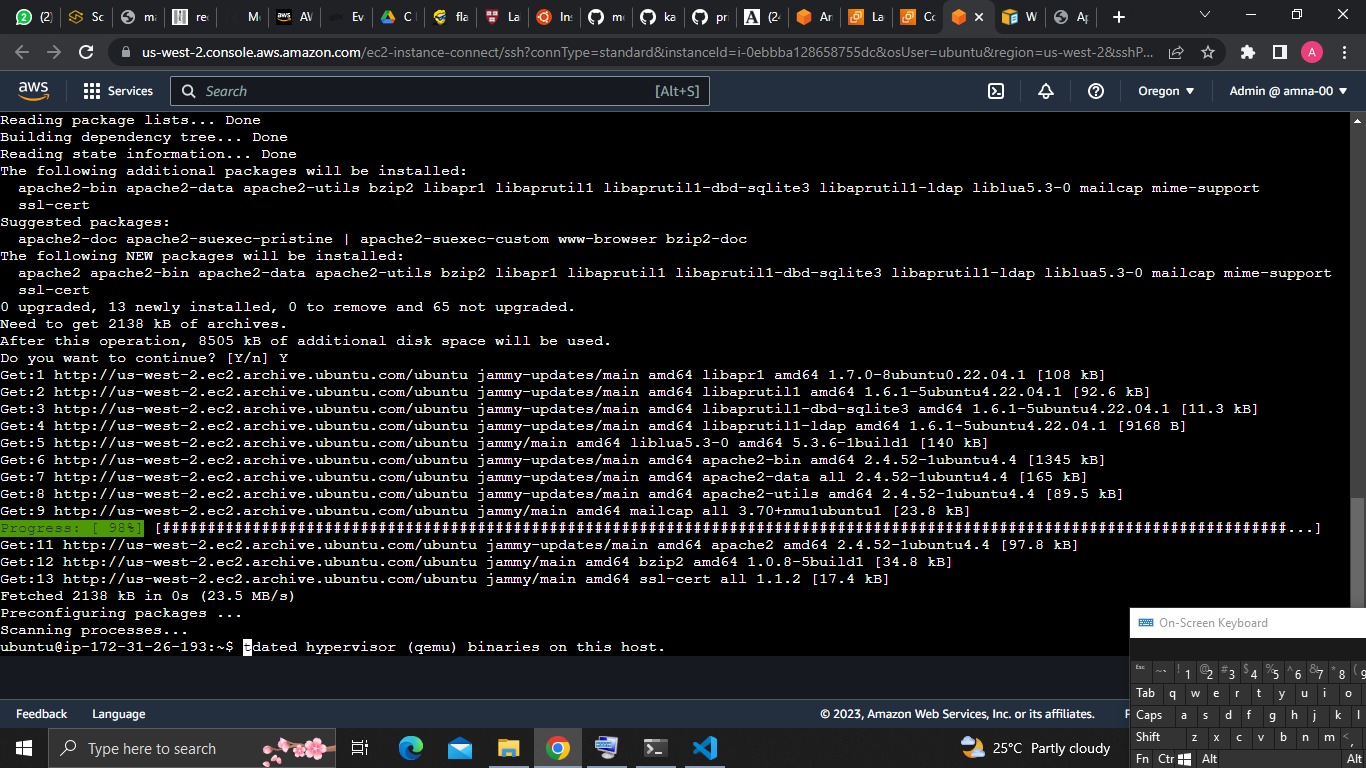 (2)
Sc
ma
re
Me
AW
Ev
C
fla
La
In
me
ka
pr
(24
An
La
Co
W
Ap
us-west-2.console.aws.amazon.com/ec2-instance-connect/ssh?connType=standard&instanceId=i-0ebbba128658755dc&osUser=ubuntu&region=us-west-2&sshP...
A
aws
Services
Search
[Alt+S]
Oregon
Admin @ amna-00
Reading package lists... Done
Building dependency tree... Done
Reading state information... Done
The following additional packages will be installed:
apache2-bin apache2-data apache2-utils bzip2 libapr1 libaprutil1 libaprutil1-dbd-sqlite3 libaprutil1-ldap liblua5.3-0 mailcap mime-support
ssl-cert
Suggested packages:
apache2-doc apache2-suexec-pristine | apache2-suexec-custom www-browser bzip2-doc
The following NEW packages will be installed:
apache2 apache2-bin apache2-data apache2-utils bzip2 libapr1 libaprutil1 libaprutil1-dbd-sqlite3 libaprutil1-ldap liblua5.3-0 mailcap mime-support
ssl-cert
0 upgraded, 13 newly installed, 0 to remove and 65 not upgraded.
Need to get 2138 kB of archives.
After this operation, 8505 kB of additional disk space will be used.
Do you want to continue? [Y/n] Y
Get:1 http://us-west-2.ec2.archive.ubuntu.com/ubuntu jammy-updates/main amd64 libapr1 amd64 1.7.0-8ubuntu0.22.04.1 [108 kB]
Get:2 http://us-west-2.ec2.archive.ubuntu.com/ubuntu jammy-updates/main amd64 libaprutil1 amd64 1.6.1-5ubuntu4.22.04.1 [92.6 kB]
Get:3 http://us-west-2.ec2.archive.ubuntu.com/ubuntu jammy-updates/main amd64 libaprutil1-dbd-sqlite3 amd64 1.6.1-5ubuntu4.22.04.1 [11.3 kB]
Get:4 http://us-west-2.ec2.archive.ubuntu.com/ubuntu jammy-updates/main amd64 libaprutil1-ldap amd64 1.6.1-5ubuntu4.22.04.1 [9168 B]
Get:5 http://us-west-2.ec2.archive.ubuntu.com/ubuntu jammy/main amd64 liblua5.3-0 amd64 5.3.6-1build1 [140 kB]
Get:6 http://us-west-2.ec2.archive.ubuntu.com/ubuntu jammy-updates/main amd64 apache2-bin amd64 2.4.52-1ubuntu4.4 [1345 kB]
Get:7 http://us-west-2.ec2.archive.ubuntu.com/ubuntu jammy-updates/main amd64 apache2-data all 2.4.52-1ubuntu4.4 [165 kB]
Get:8 http://us-west-2.ec2.archive.ubuntu.com/ubuntu jammy-updates/main amd64 apache2-utils amd64 2.4.52-1ubuntu4.4 [89.5 kB]
Get:9 http://us-west-2.ec2.archive.ubuntu.com/ubuntu jammy/main amd64 mailcap all 3.70+nmu1ubuntu1 [23.8 kB]
Progress: [ 98%] [#############################################################################################################################...]
Get:11 http://us-west-2.ec2.archive.ubuntu.com/ubuntu jammy-updates/main amd64 apache2 amd64 2.4.52-1ubuntu4.4 [97.8 kB]
Get:12 http://us-west-2.ec2.archive.ubuntu.com/ubuntu jammy/main amd64 bzip2 amd64 1.0.8-5build1 [34.8 kB]
Get:13 http://us-west-2.ec2.archive.ubuntu.com/ubuntu jammy/main amd64 ssl-cert all 1.1.2 [17.4 kB]
Fetched 2138 kB in 0s (23.5 MB/s)
Preconfiguring packages ...
Scanning processes...
ubuntu@ip-172-31-26-193:~$ tdated hypervisor (qemu) binaries on this host.
On-Screen Keyboard
Esc ~ ` ! 1 @ 2 # 3 $ 4 % 5 ^ 6 & 7 * 8 ( 9
Tab q w e r t y u i o
Caps a s d f g h j k l
Shift z x c v b n m < ,
Fn Ctr Alt Alt
Feedback
Language
© 2023, Amazon Web Services, Inc. or its affiliates.
Type here to search
25°C Partly cloudy